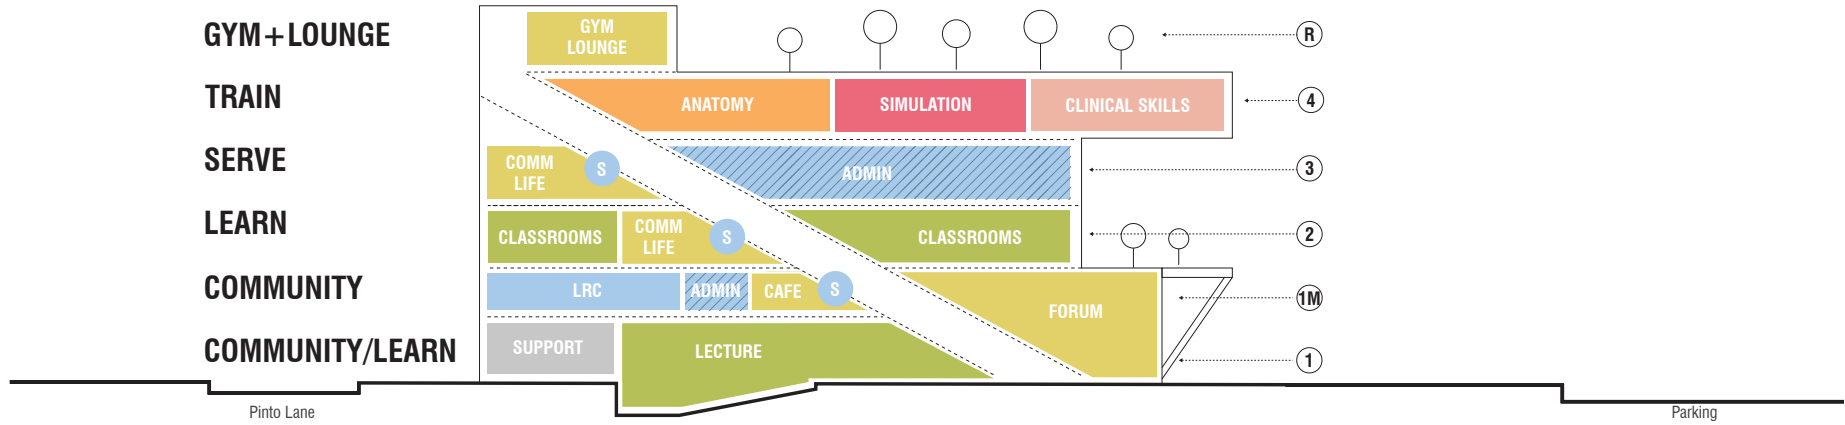 GYM+LOUNGE
GYM
LOUNGE
R
TRAIN
ANATOMY
SIMULATION
CLINICAL SKILLS
4
SERVE
COMM
LIFE
S
ADMIN
3
LEARN
CLASSROOMS
COMM
LIFE
S
CLASSROOMS
2
COMMUNITY
LRC
ADMIN
CAFE
S
FORUM
1M
COMMUNITY/LEARN
SUPPORT
LECTURE
1
Pinto Lane
Parking